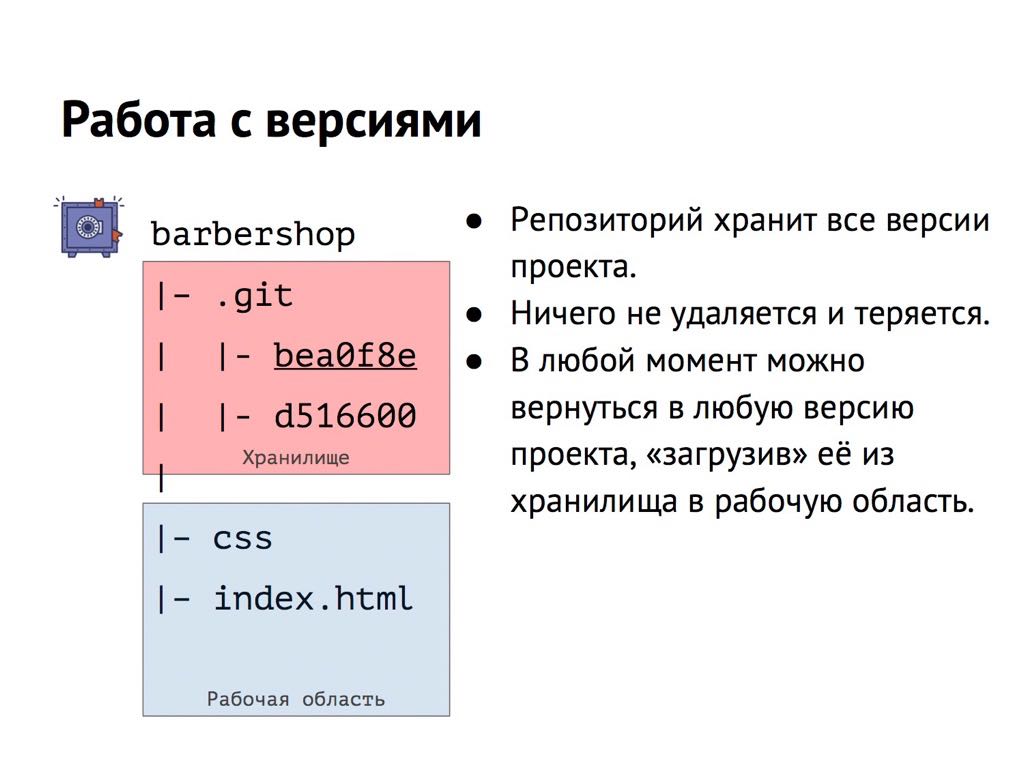 Работа с версиями
barbershop
|– .git
|  |- bea0f8e
|  |- d516600
Хранилище
|
|– css
|– index.html
Рабочая область
● Репозиторий хранит все версии
проекта.
● Ничего не удаляется и теряется.
● В любой момент можно
вернуться в любую версию
проекта, «загрузив» её из
хранилища в рабочую область.